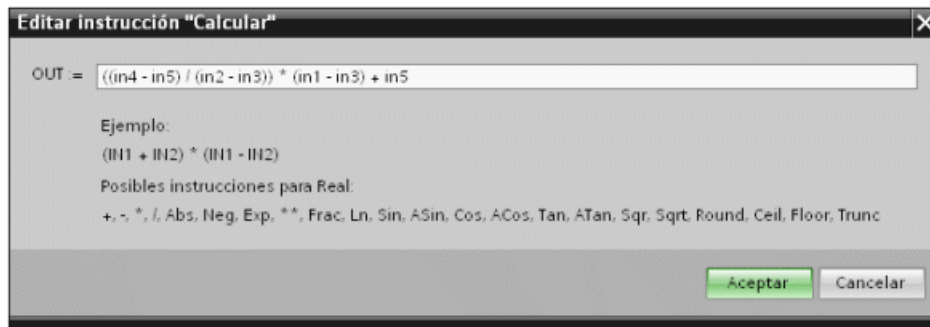 Editar instrucción "Calcular"
OUT := ((in4 - in5) / (in2 - in3)) * (in1 - in3) + in5
Ejemplo:
(IN1 + IN2) * (IN1 - IN2)
Posibles instrucciones para Real:
+, -, *, /, Abs, Neg, Exp, **, Frac, Ln, Sin, ASin, Cos, ACos, Tan, ATan, Sqr, Sqrt, Round, Ceil, Floor, Trunc
Aceptar Cancelar